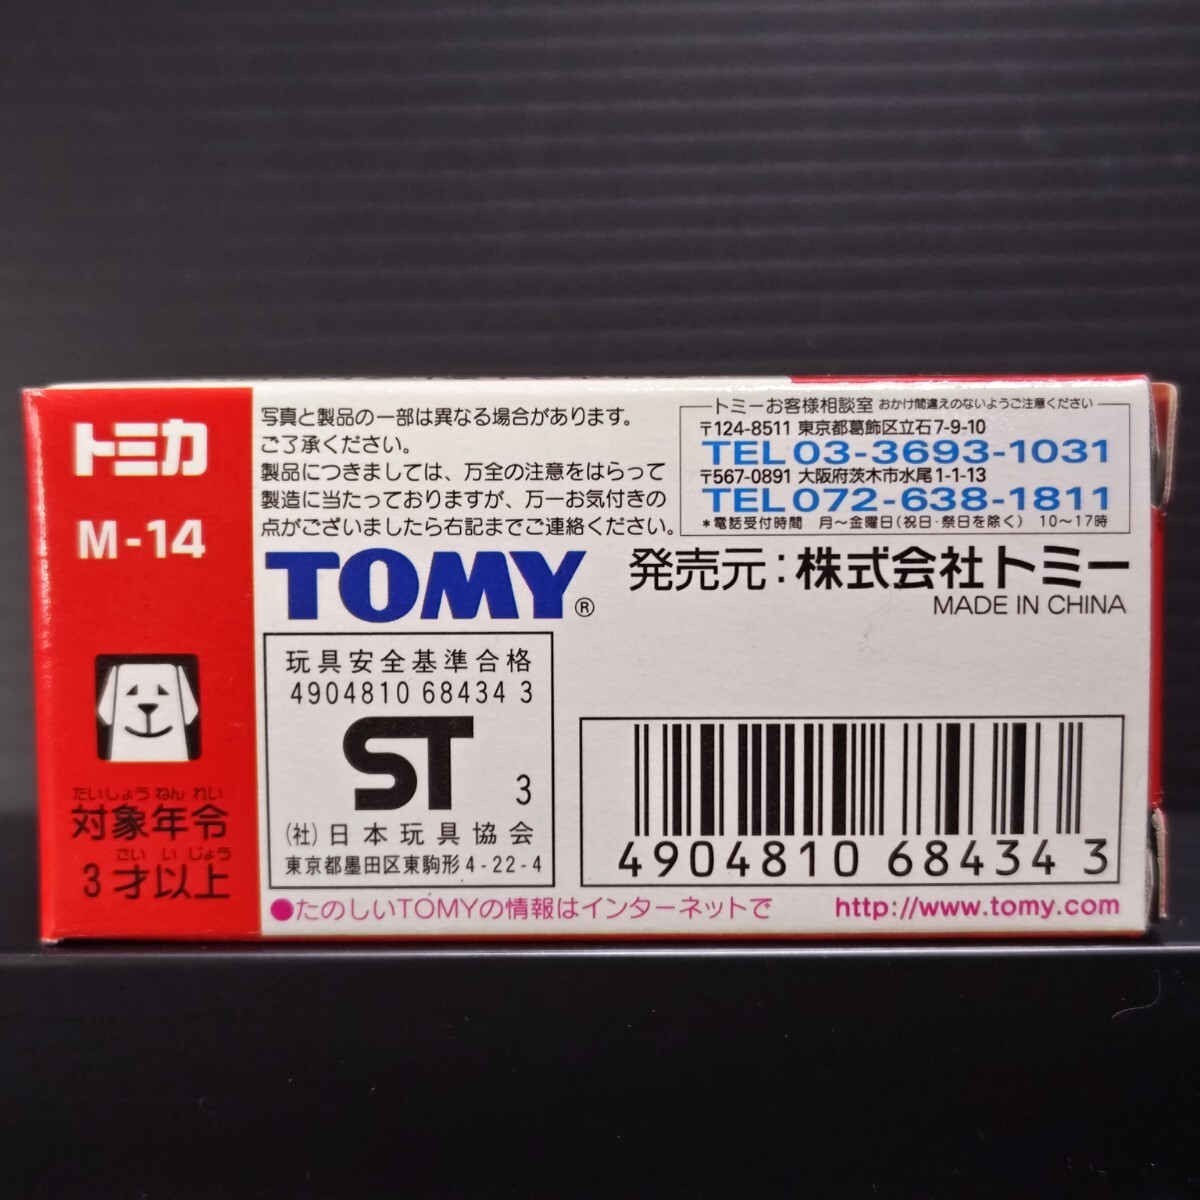 トミカ
M-14
たいしょう ねん れい
対象年令
さい い じょう
3才以上
写真と製品の一部は異なる場合があります。
ご了承ください。
製品につきましては、万全の注意をはらって
製造に当たっておりますが、万一お気付きの
点がございましたら右記までご連絡ください。
トミーお客様相談室 おかけ間違えのないようご注意ください
〒124-8511 東京都葛飾区立石7-9-10
TEL 03-3693-1031
〒567-0891 大阪府茨木市水尾1-1-13
TEL 072-638-1811
*電話受付時間 月~金曜日(祝日・祭日を除く) 10~17時
TOMY®
発売元:株式会社トミー
MADE IN CHINA
玩具安全基準合格
4904810 68434 3
ST 3
(社)日本玩具協会
東京都墨田区東駒形4-22-4
4904810 684343
●たのしいTOMYの情報はインターネットで http://www.tomy.com